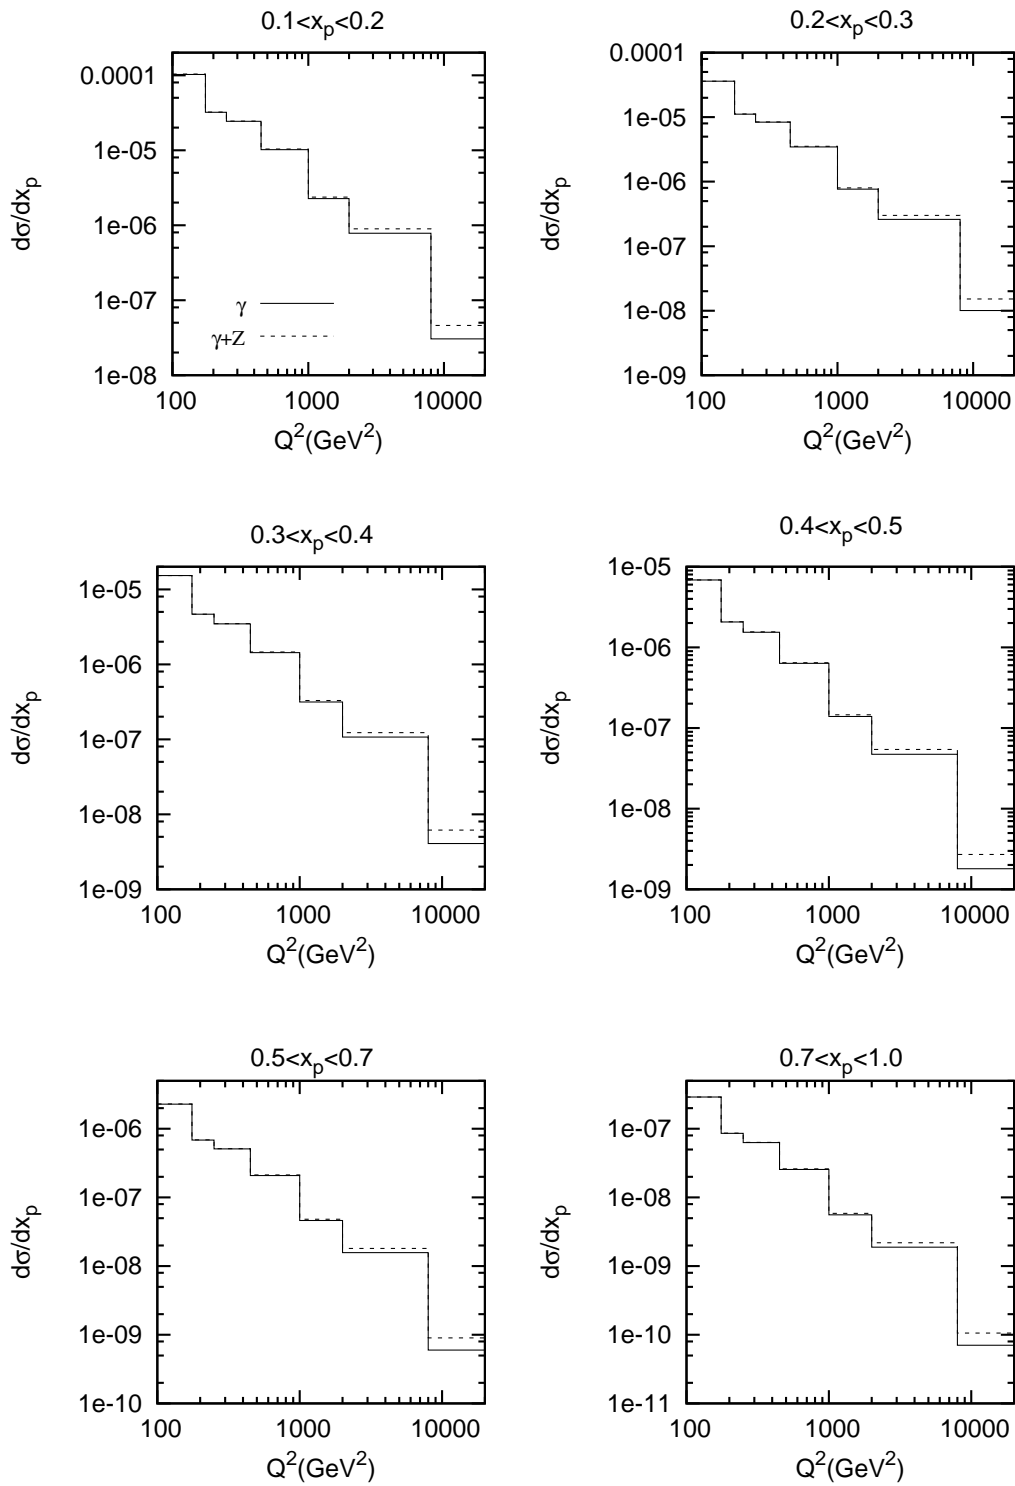 0.1<x_p<0.2
0.0001
1e-05
1e-06
1e-07
1e-08
dσ/dx_p
γ
γ+Z
100 1000 10000
Q^2(GeV^2)
0.2<x_p<0.3
0.0001
1e-05
1e-06
1e-07
1e-08
1e-09
dσ/dx_p
100 1000 10000
Q^2(GeV^2)
0.3<x_p<0.4
1e-05
1e-06
1e-07
1e-08
1e-09
dσ/dx_p
100 1000 10000
Q^2(GeV^2)
0.4<x_p<0.5
1e-05
1e-06
1e-07
1e-08
1e-09
dσ/dx_p
100 1000 10000
Q^2(GeV^2)
0.5<x_p<0.7
1e-06
1e-07
1e-08
1e-09
1e-10
dσ/dx_p
100 1000 10000
Q^2(GeV^2)
0.7<x_p<1.0
1e-07
1e-08
1e-09
1e-10
1e-11
dσ/dx_p
100 1000 10000
Q^2(GeV^2)